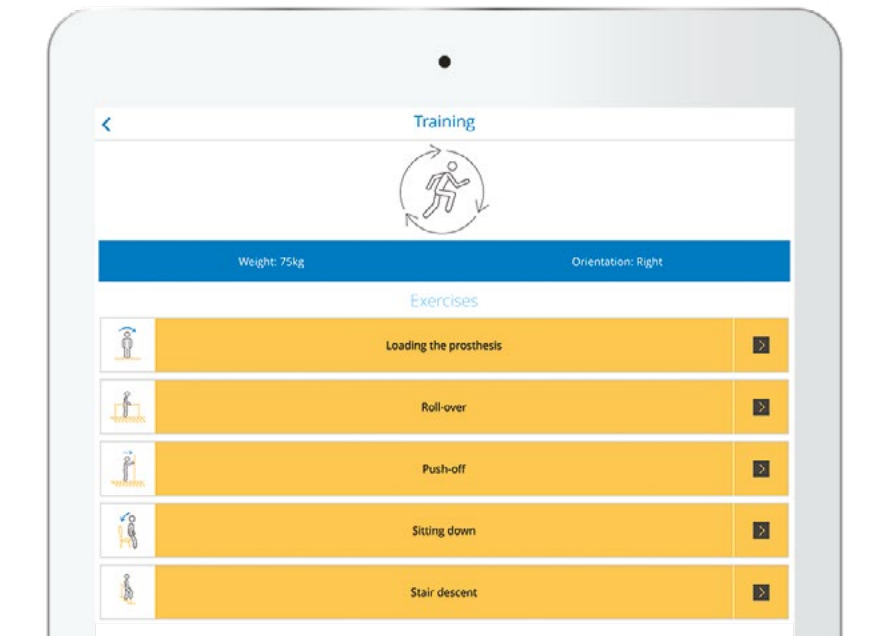 Training
Weight: 75kg
Orientation: Right
Exercises
Loading the prosthesis
Roll-over
Push-off
Sitting down
Stair descent